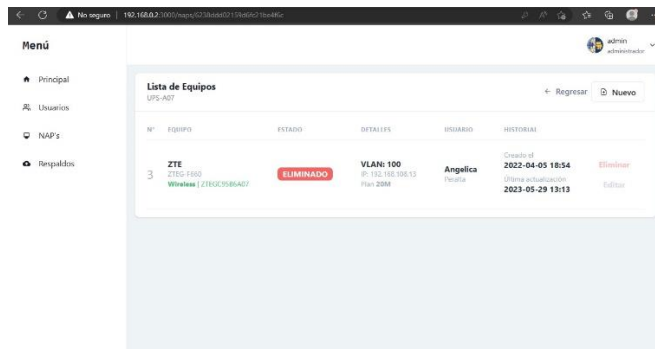 No seguro | 192.168.0.2:3000/naps/
Menú
admin
administrador
Principal
Usuarios
NAP's
Respaldos
Lista de Equipos
UPS-A07
← Regresar
Nuevo
N° EQUIPO ESTADO DETALLES USUARIO HISTORIAL
3
ZTE
ZTEG-F660
Wireless |
ELIMINADO
VLAN: 100
IP: 192.168.108.13
Plan 20M
Angelica
Peralta
Creado el
2022-04-05 18:54
Última actualización
2023-05-29 13:13
Eliminar
Editar